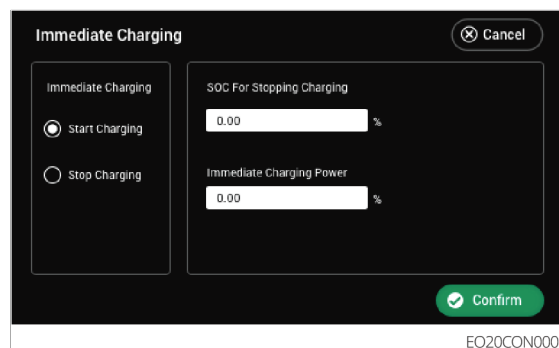 Immediate Charging
Cancel
Immediate Charging
Start Charging
Stop Charging
SOC For Stopping Charging
0.00 %
Immediate Charging Power
0.00 %
Confirm
EO20CON000